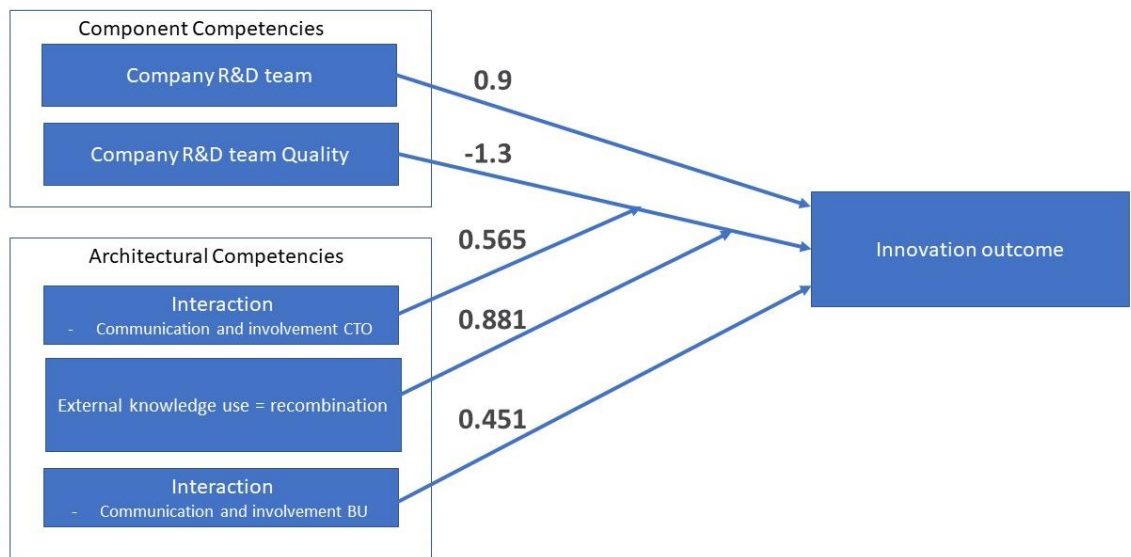 Component Competencies
Company R&D team
Company R&D team Quality
0.9
-1.3
Architectural Competencies
Interaction
- Communication and involvement CTO
External knowledge use = recombination
Interaction
- Communication and involvement BU
0.565
0.881
0.451
Innovation outcome